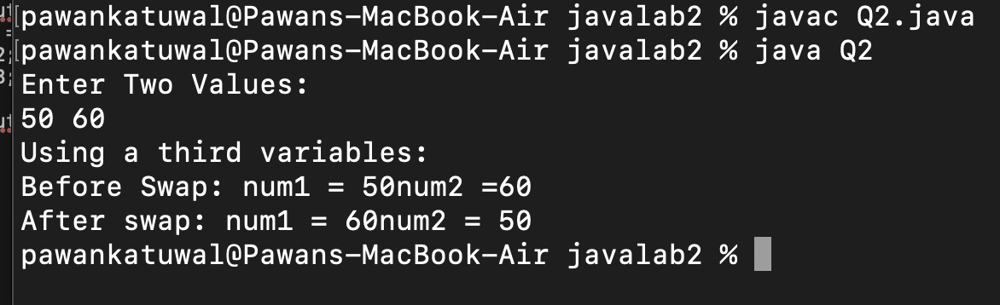 pawankatuwal@Pawans-MacBook-Air javalab2 % javac Q2.java
pawankatuwal@Pawans-MacBook-Air javalab2 % java Q2
Enter Two Values:
50 60
Using a third variables:
Before Swap: num1 = 50num2 =60
After swap: num1 = 60num2 = 50
pawankatuwal@Pawans-MacBook-Air javalab2 %